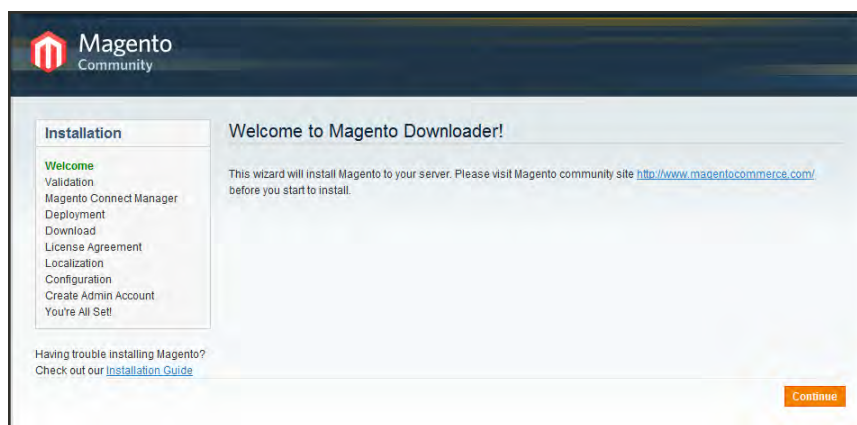 Magento
Community
Installation
Welcome
Validation
Magento Connect Manager
Deployment
Download
License Agreement
Localization
Configuration
Create Admin Account
You're All Set!
Having trouble installing Magento?
Check out our Installation Guide
Welcome to Magento Downloader!
This wizard will install Magento to your server. Please visit Magento community site http://www.magentocommerce.com/
before you start to install.
Continue